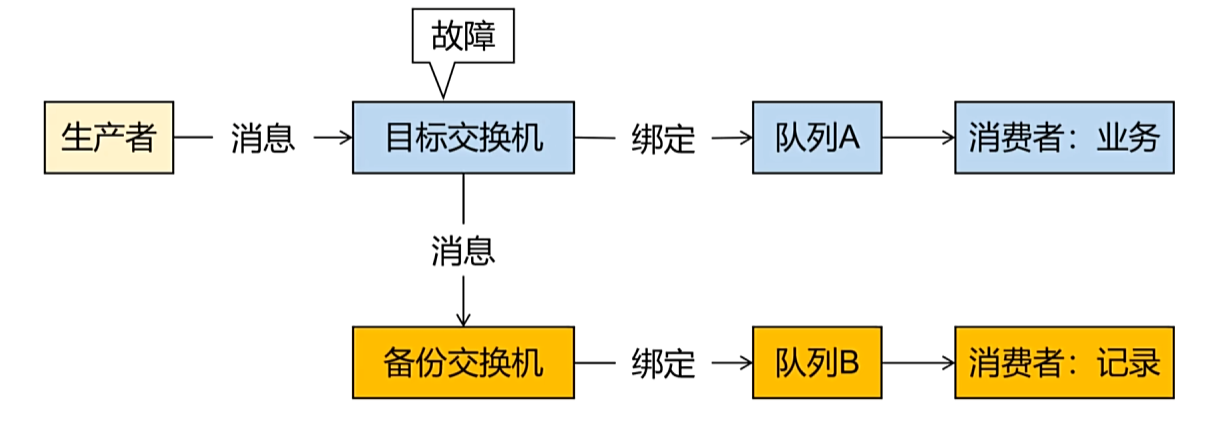 故障
生产者
消息
目标交换机
绑定
队列A
消费者：业务
消息
备份交换机
绑定
队列B
消费者：记录